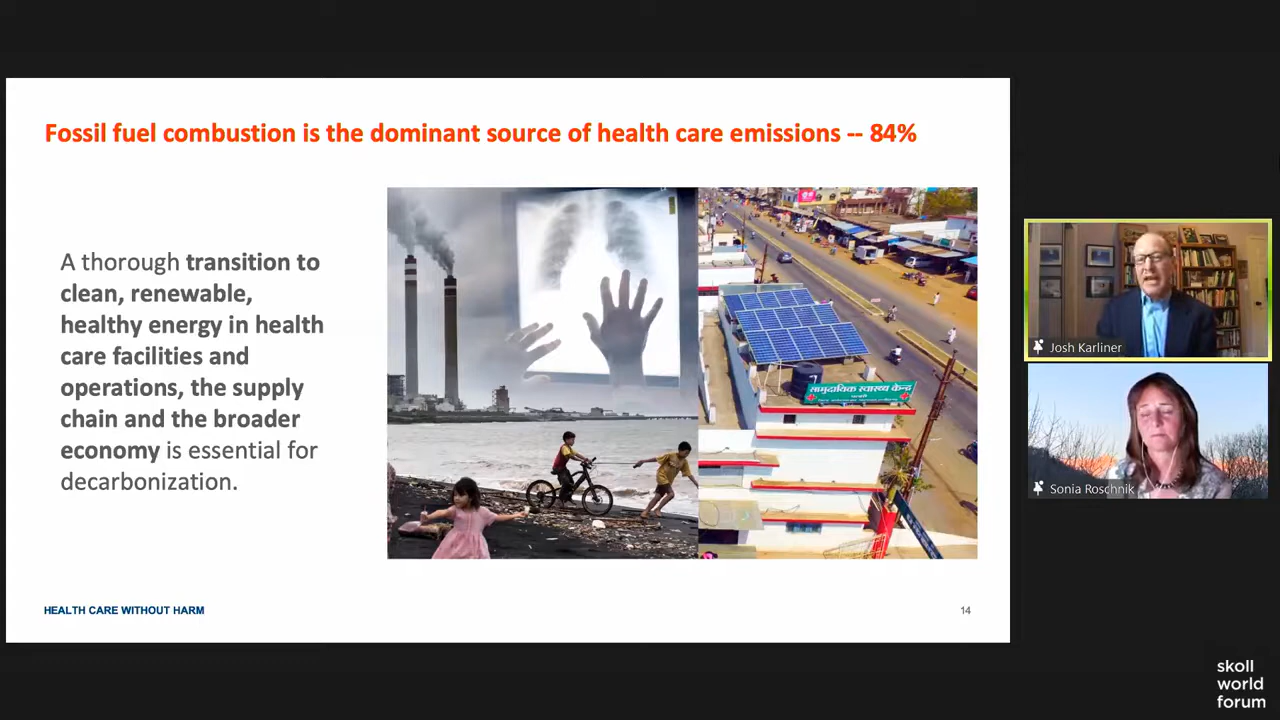 Fossil fuel combustion is the dominant source of health care emissions -- 84%
A thorough transition to
clean, renewable,
healthy energy in health
care facilities and
operations, the supply
chain and the broader
economy is essential for
decarbonization.
सामुदायिक स्वास्थ्य केन्द्र
HEALTH CARE WITHOUT HARM
14
Josh Karliner
Sonia Roschnik
skoll
world
forum